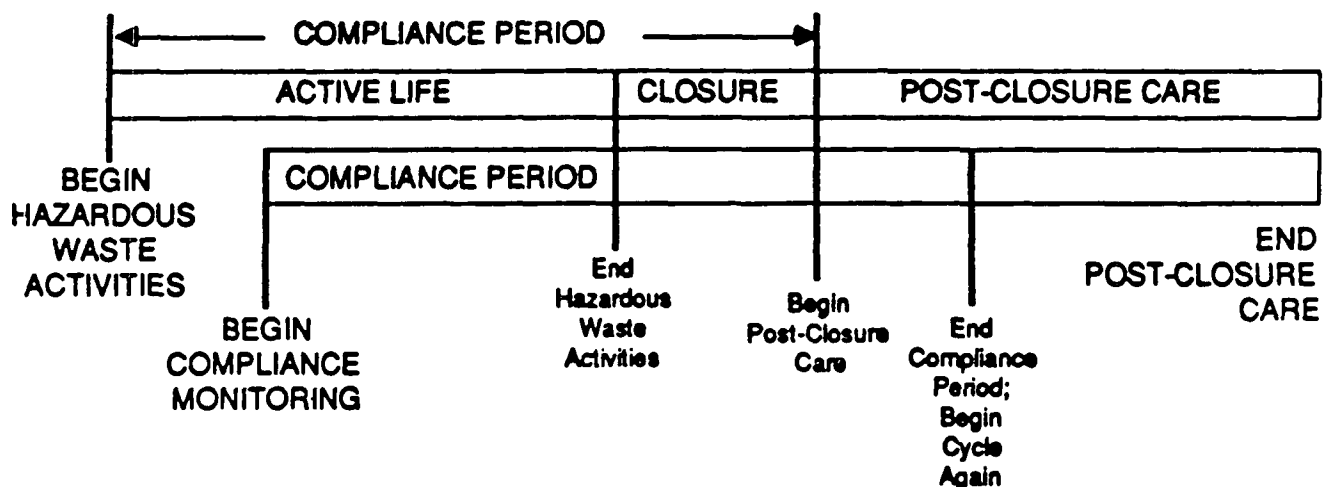 COMPLIANCE PERIOD
ACTIVE LIFE
CLOSURE
POST-CLOSURE CARE
COMPLIANCE PERIOD
BEGIN
HAZARDOUS
WASTE
ACTIVITIES
BEGIN
COMPLIANCE
MONITORING
End
Hazardous
Waste
Activities
Begin
Post-Closure
Care
End
Compliance
Period;
Begin
Cycle
Again
END
POST-CLOSURE
CARE